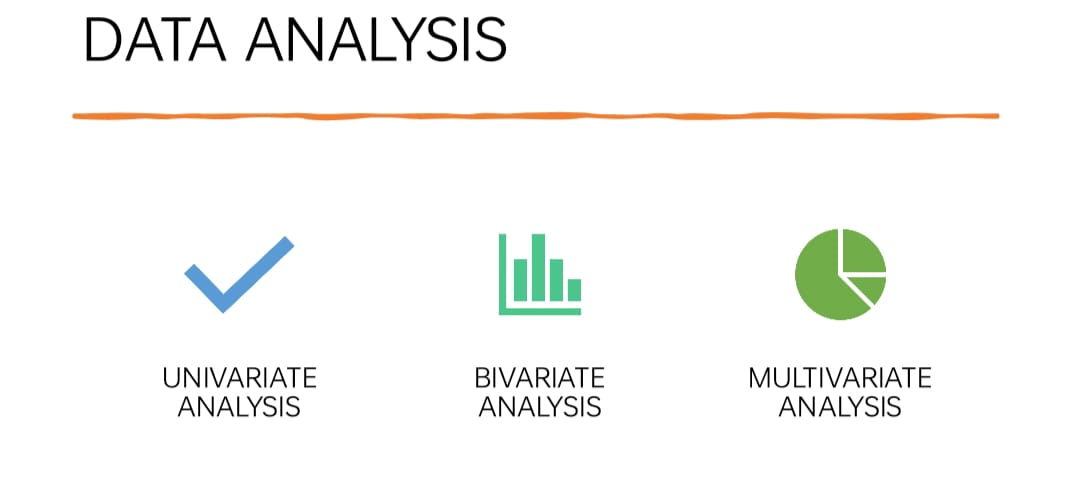 DATA ANALYSIS
UNIVARIATE
ANALYSIS
BIVARIATE
ANALYSIS
MULTIVARIATE
ANALYSIS